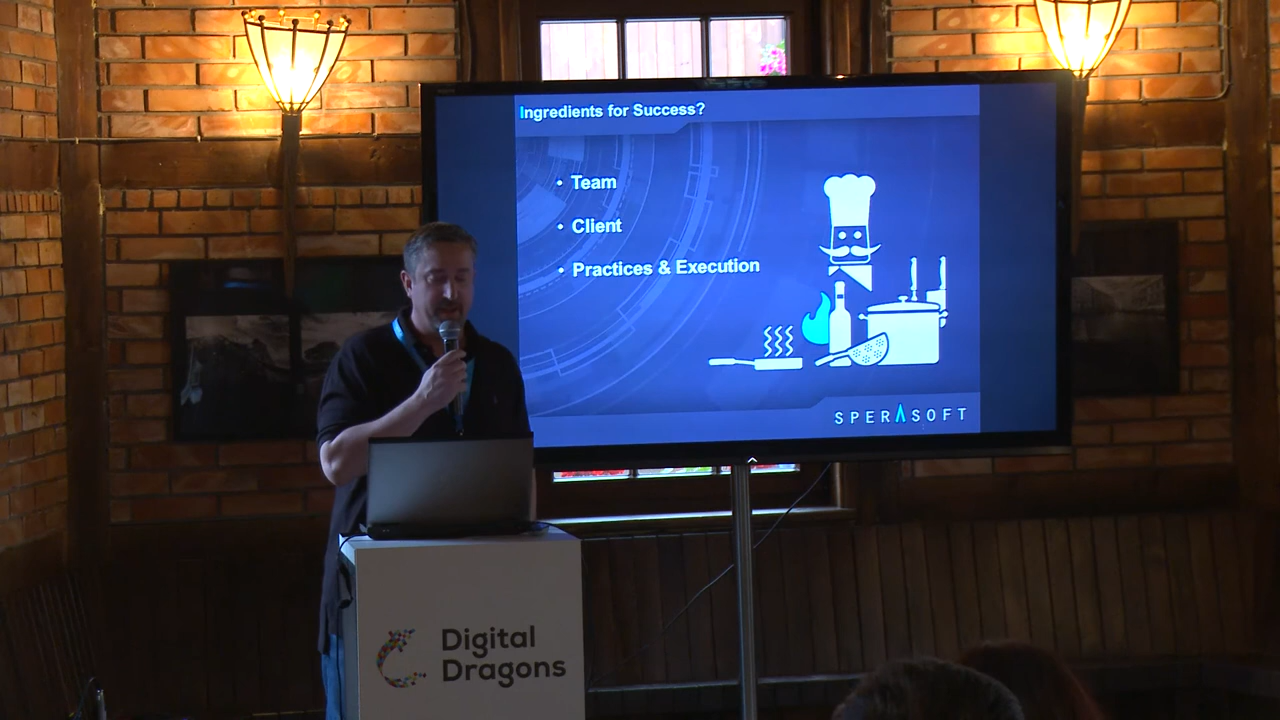 Ingredients for Success?
• Team
• Client
• Practices & Execution
SPERASOFT
Digital
Dragons